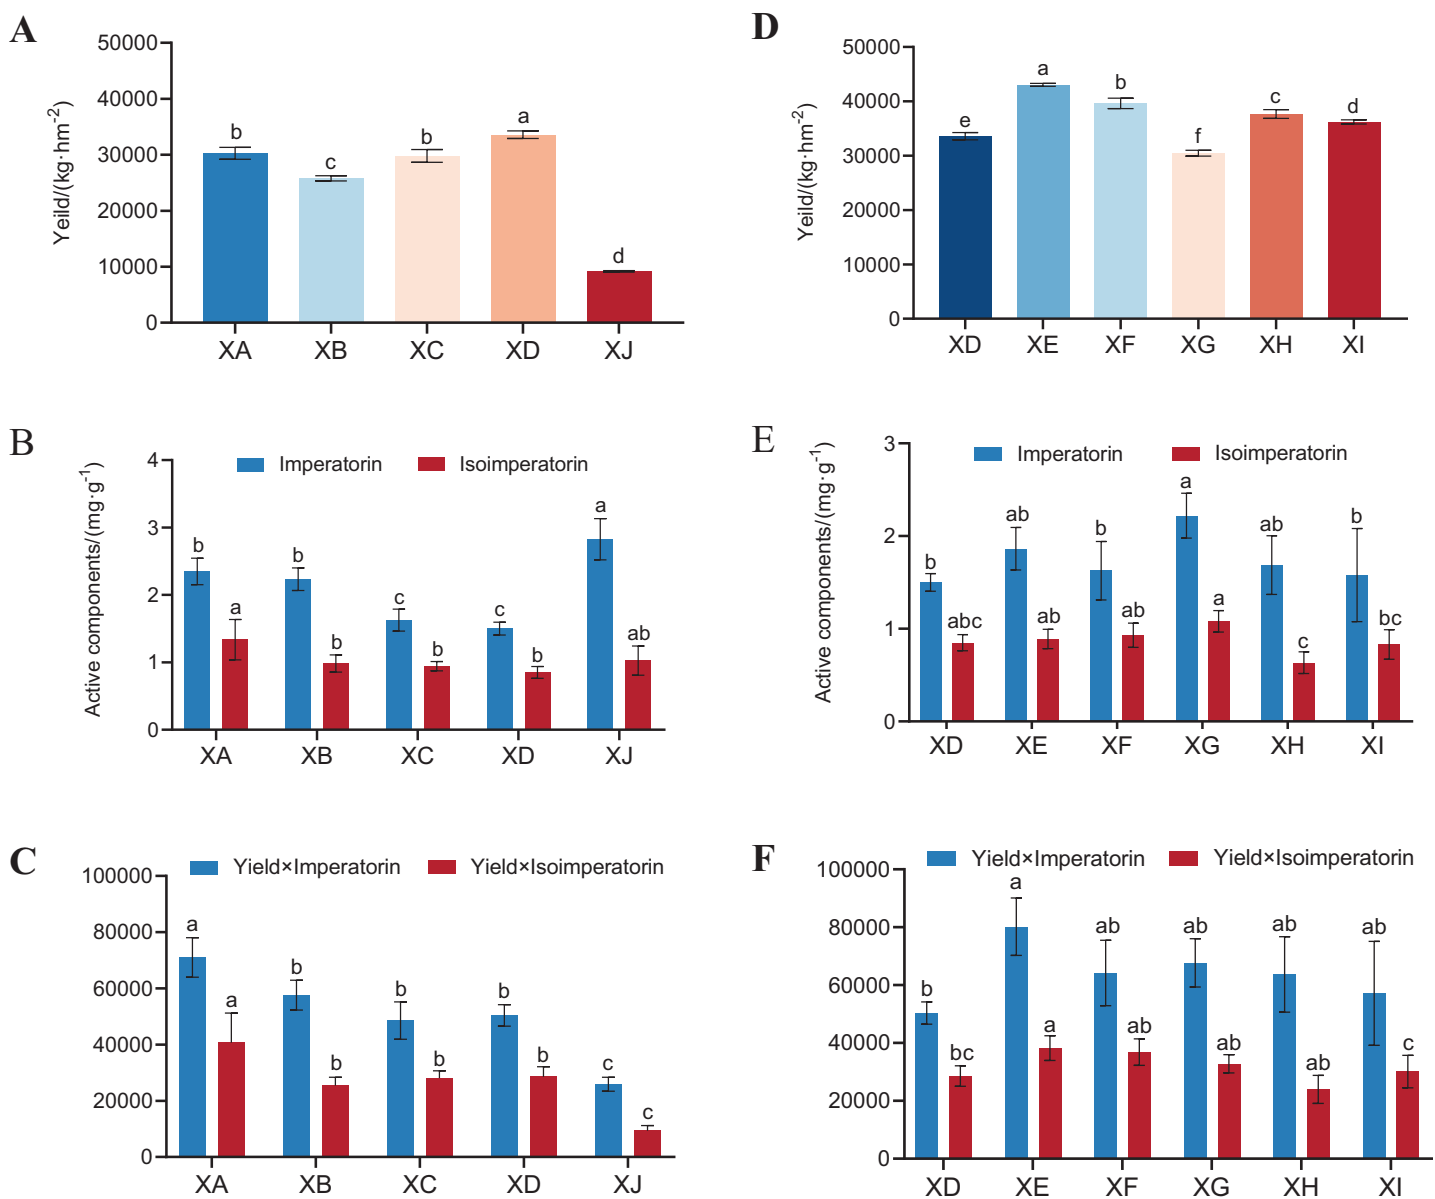 A
Yeild/(kg·hm-2)
50000
40000
30000
20000
10000
0
b
c
b
a
d
XA XB XC XD XJ
D
Yeild/(kg·hm-2)
50000
40000
30000
20000
10000
0
e
a
b
f
c
d
XD XE XF XG XH XI
B
Active components/(mg·g-1)
Imperatorin Isoimperatorin
4
3
2
1
0
b a
b b
c b
c b
a ab
XA XB XC XD XJ
E
Active components/(mg·g-1)
Imperatorin Isoimperatorin
3
2
1
0
b abc
ab ab
b ab
a a
ab c
b bc
XD XE XF XG XH XI
C
Yield×Imperatorin Yield×Isoimperatorin
100000
80000
60000
40000
20000
0
a a
b b
b b
b b
c c
XA XB XC XD XJ
F
Yield×Imperatorin Yield×Isoimperatorin
100000
80000
60000
40000
20000
0
b bc
a a
ab ab
ab ab
ab ab
ab c
XD XE XF XG XH XI